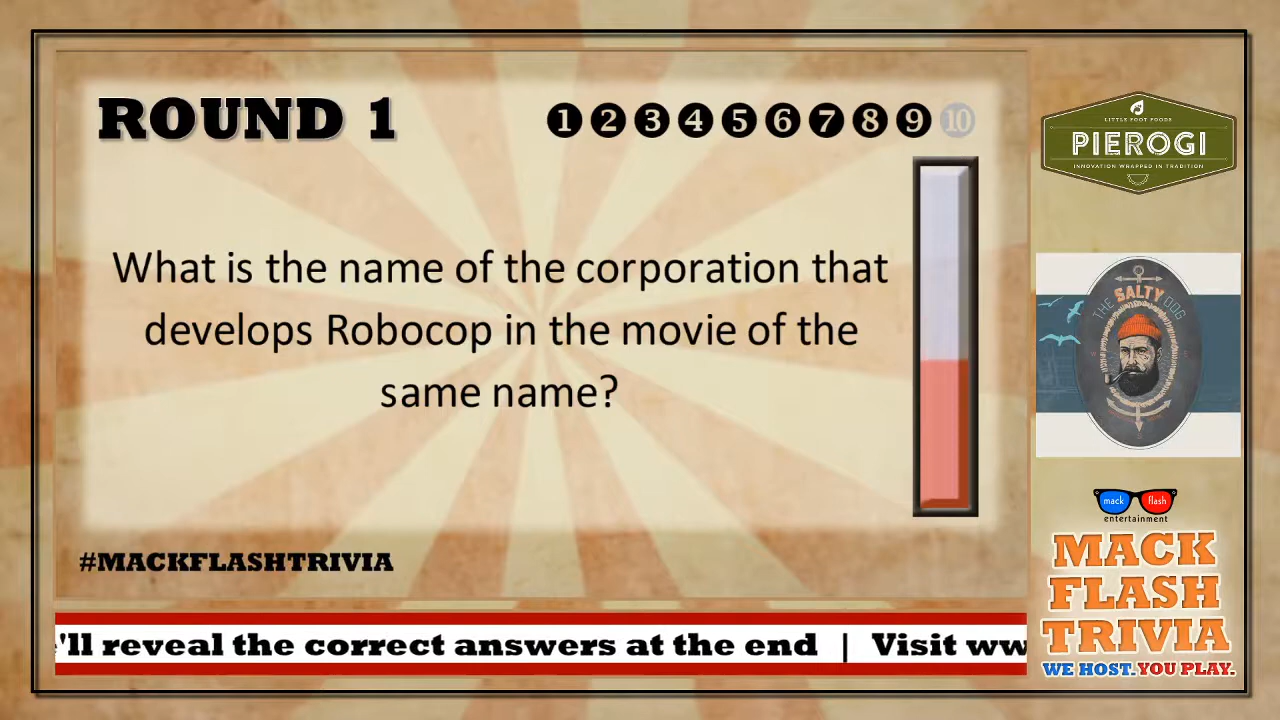 ROUND 1
1 2 3 4 5 6 7 8 9 10
What is the name of the corporation that
develops Robocop in the movie of the
same name?
#MACKFLASHTRIVIA
'll reveal the correct answers at the end | Visit ww
LITTLE FOOT FOODS
PIEROGI
INNOVATION WRAPPED IN TRADITION
THE SALTY DOG
mack flash
entertainment
MACK
FLASH
TRIVIA
WE HOST. YOU PLAY.